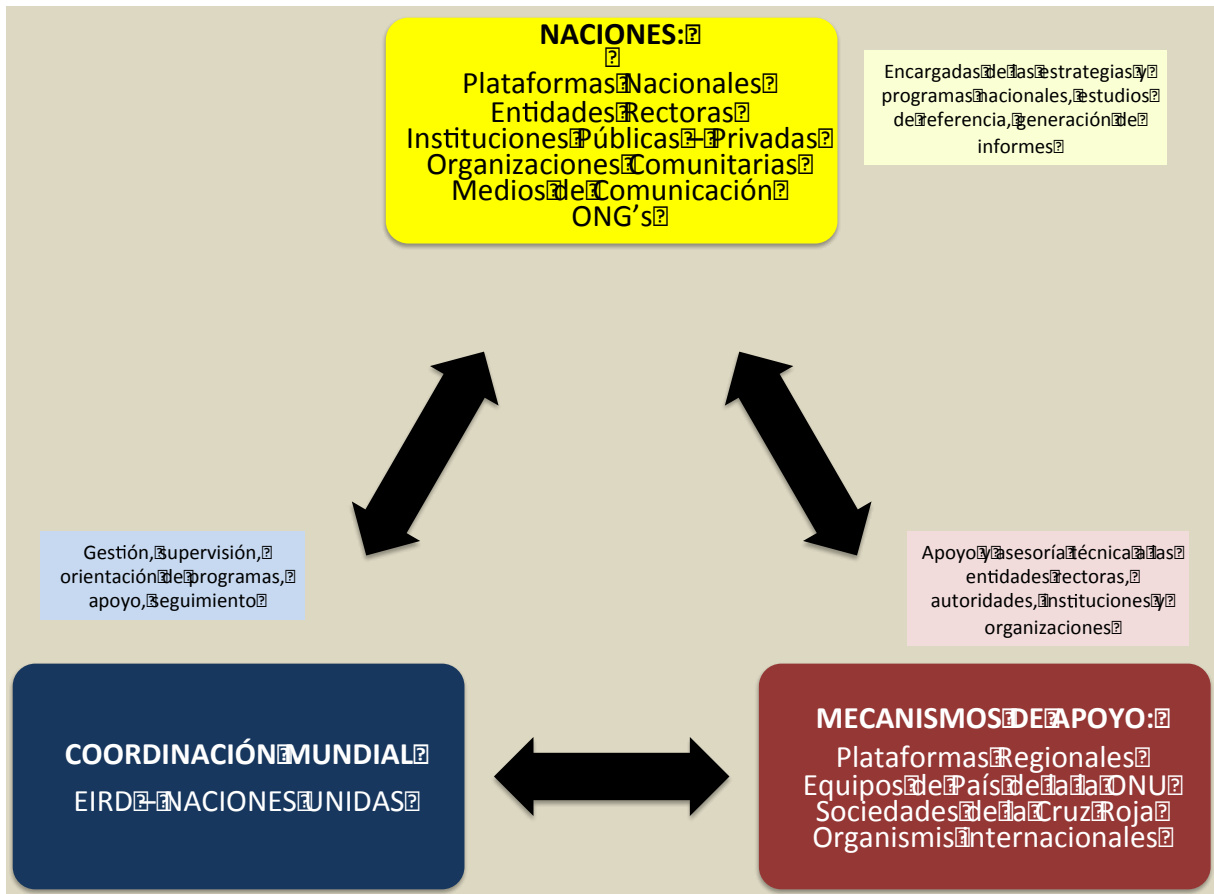 NACIONES:
Plataformas Nacionales
Entidades Rectoras
Instituciones Públicas – Privadas
Organizaciones Comunitarias
Medios de Comunicación
ONG's
Encargadas de las estrategias y
programas nacionales, estudios
de referencia, generación de
informes
Gestión, supervisión,
orientación de programas,
apoyo, seguimiento
Apoyo y asesoría técnica a las
entidades rectoras,
autoridades, instituciones y
organizaciones
COORDINACIÓN MUNDIAL
EIRD – NACIONES UNIDAS
MECANISMOS DE APOYO:
Plataformas Regionales
Equipos de País de la la ONU
Sociedades de la Cruz Roja
Organismis Internacionales